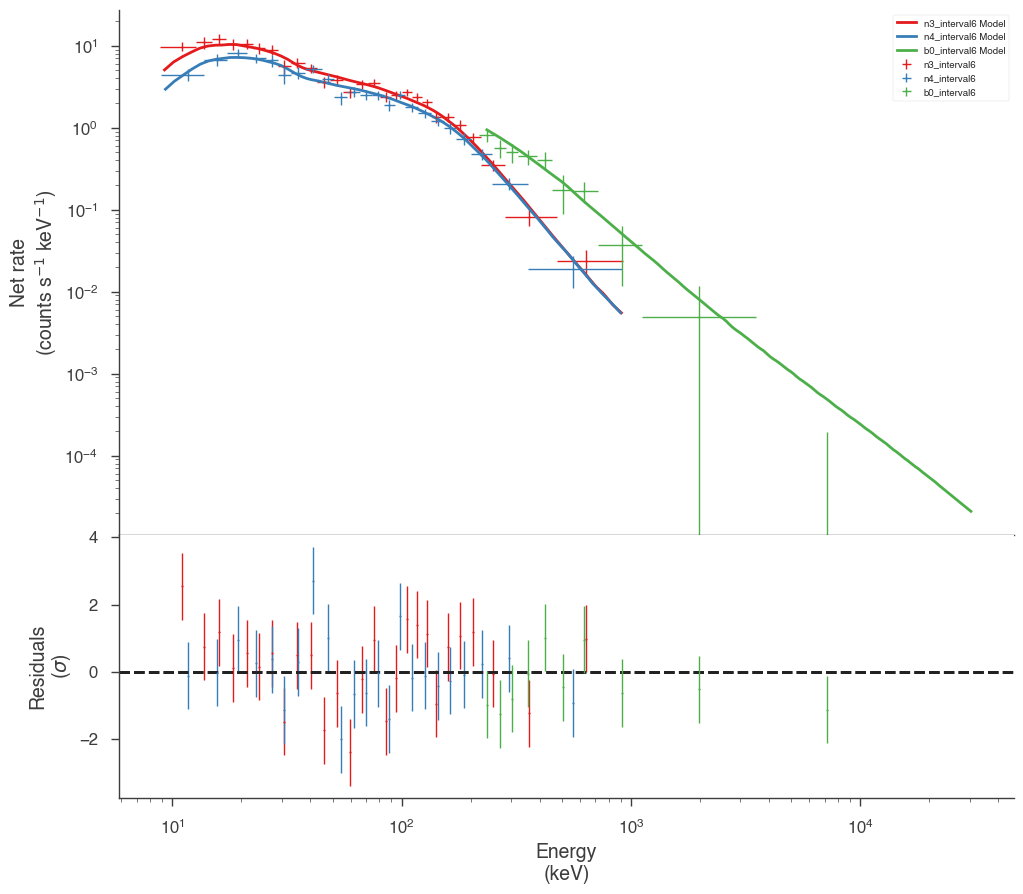 n3_interval6 Model
n4_interval6 Model
b0_interval6 Model
n3_interval6
n4_interval6
b0_interval6
10¹
10⁰
10⁻¹
10⁻²
10⁻³
10⁻⁴
Net rate
(counts s⁻¹ keV⁻¹)
4
2
0
−2
Residuals
(σ)
10¹ 10² 10³ 10⁴
Energy
(keV)